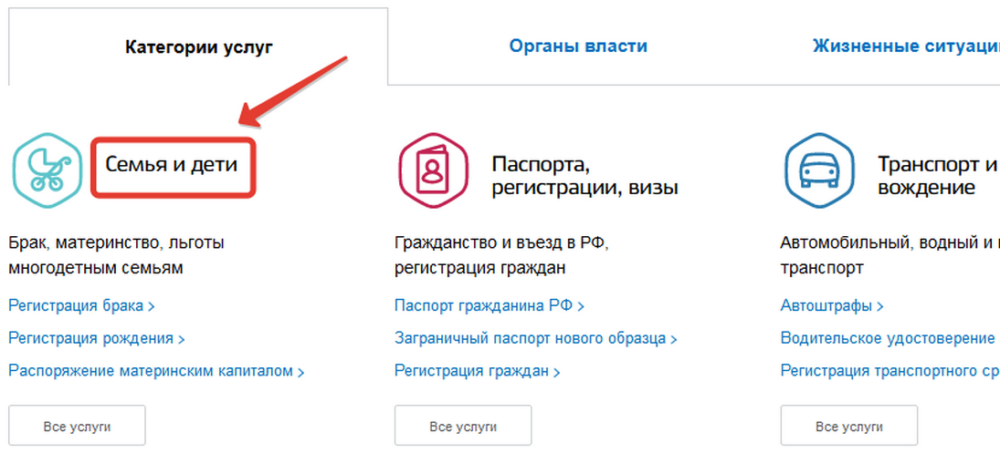 Категории услуг
Органы власти
Жизненные ситуации
Семья и дети
Паспорта,
регистрации, визы
Транспорт и
вождение
Брак, материнство, льготы
многодетным семьям
Гражданство и въезд в РФ,
регистрация граждан
Автомобильный, водный и
транспорт
Регистрация брака >
Паспорт гражданина РФ >
Автоштрафы >
Регистрация рождения >
Заграничный паспорт нового образца >
Водительское удостоверение
Распоряжение материнским капиталом >
Регистрация граждан >
Регистрация транспортного ср
Все услуги
Все услуги
Все услуги